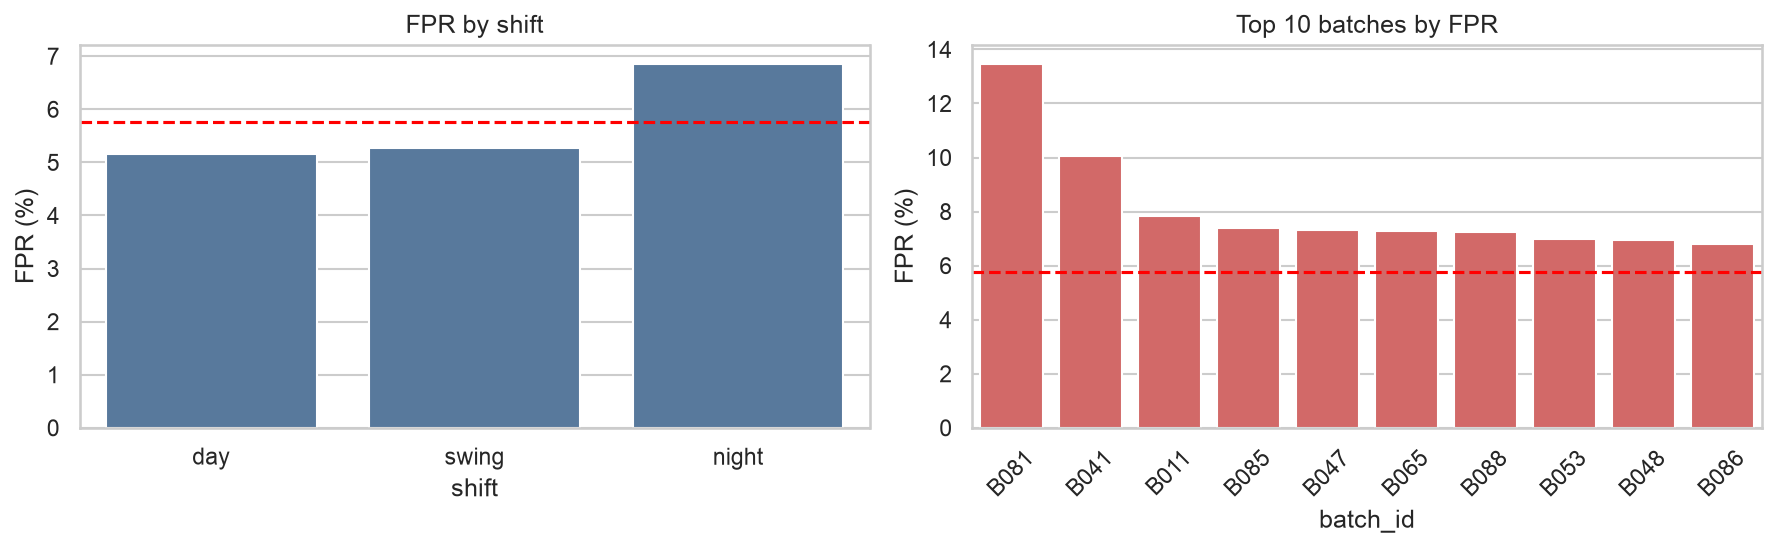 FPR by shift
FPR (%)
7
6
5
4
3
2
1
0
day swing night
shift
Top 10 batches by FPR
FPR (%)
14
12
10
8
6
4
2
0
B081 B041 B011 B085 B047 B065 B088 B053 B048 B086
batch_id